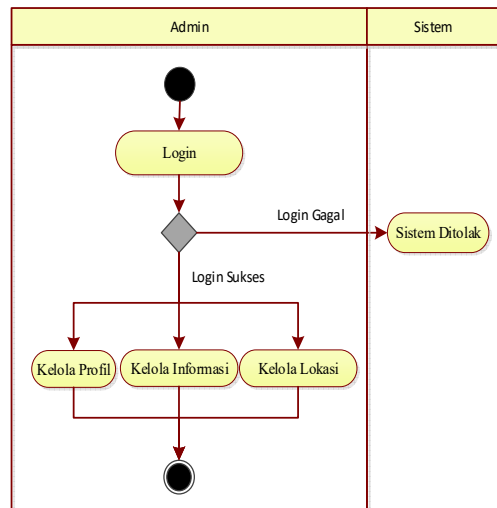 Admin
Sistem
Login
Login Gagal
Sistem Ditolak
Login Sukses
Kelola Profil
Kelola Informasi
Kelola Lokasi